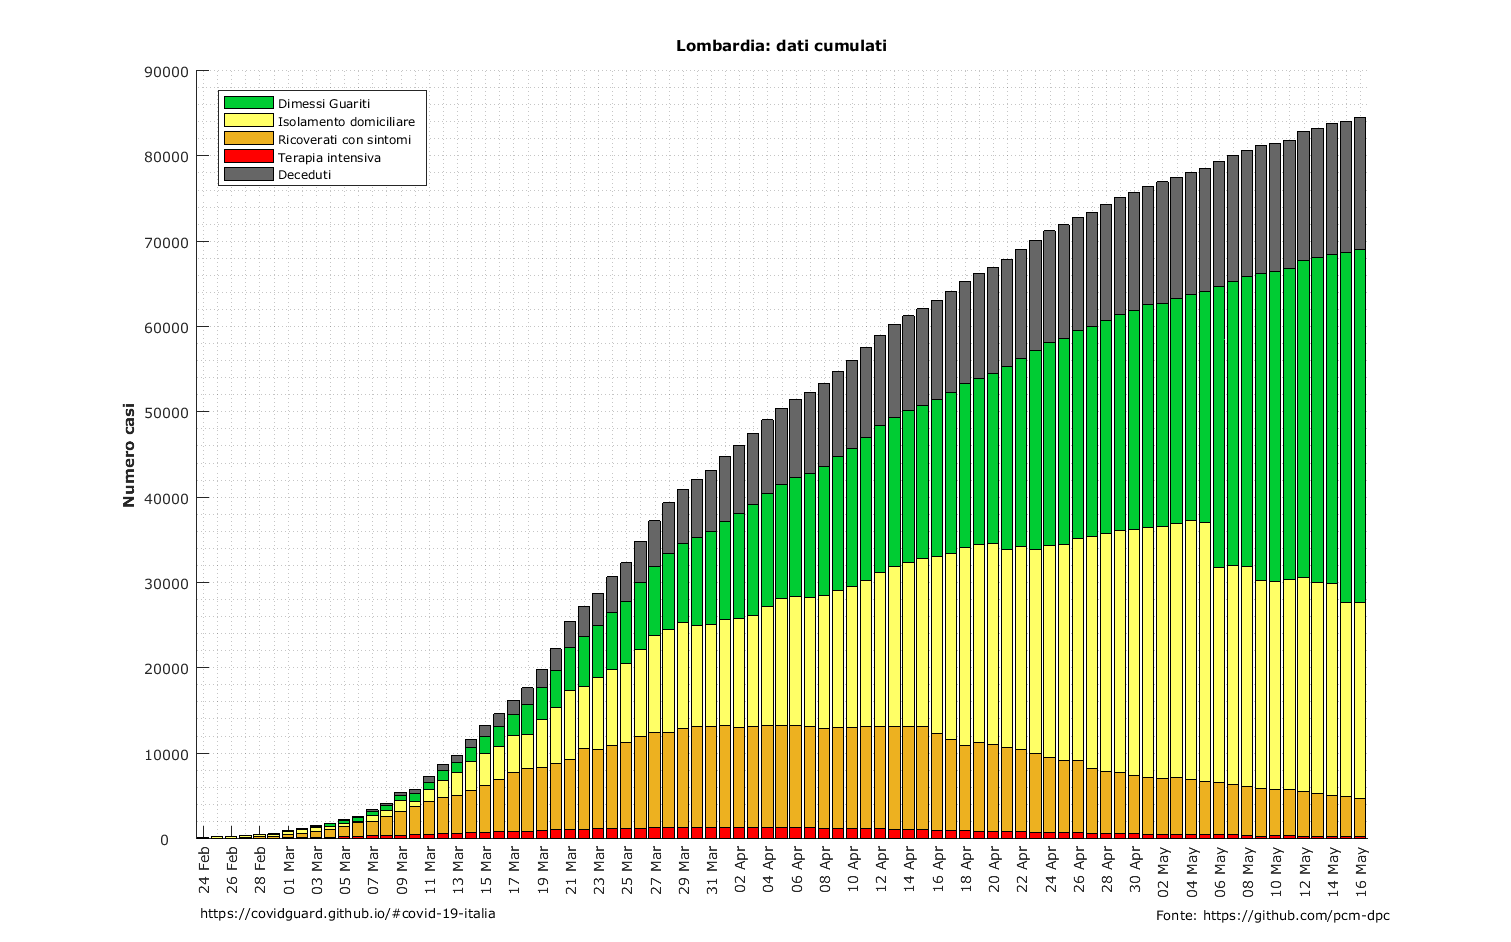 Lombardia: dati cumulati
90000
80000
70000
60000
50000
40000
30000
20000
10000
0
Numero casi
Dimessi Guariti
Isolamento domiciliare
Ricoverati con sintomi
Terapia intensiva
Deceduti
24 Feb
26 Feb
28 Feb
01 Mar
03 Mar
05 Mar
07 Mar
09 Mar
11 Mar
13 Mar
15 Mar
17 Mar
19 Mar
21 Mar
23 Mar
25 Mar
27 Mar
29 Mar
31 Mar
02 Apr
04 Apr
06 Apr
08 Apr
10 Apr
12 Apr
14 Apr
16 Apr
18 Apr
20 Apr
22 Apr
24 Apr
26 Apr
28 Apr
30 Apr
02 May
04 May
06 May
08 May
10 May
12 May
14 May
16 May
https://covidguard.github.io/#covid-19-italia
Fonte: https://github.com/pcm-dpc